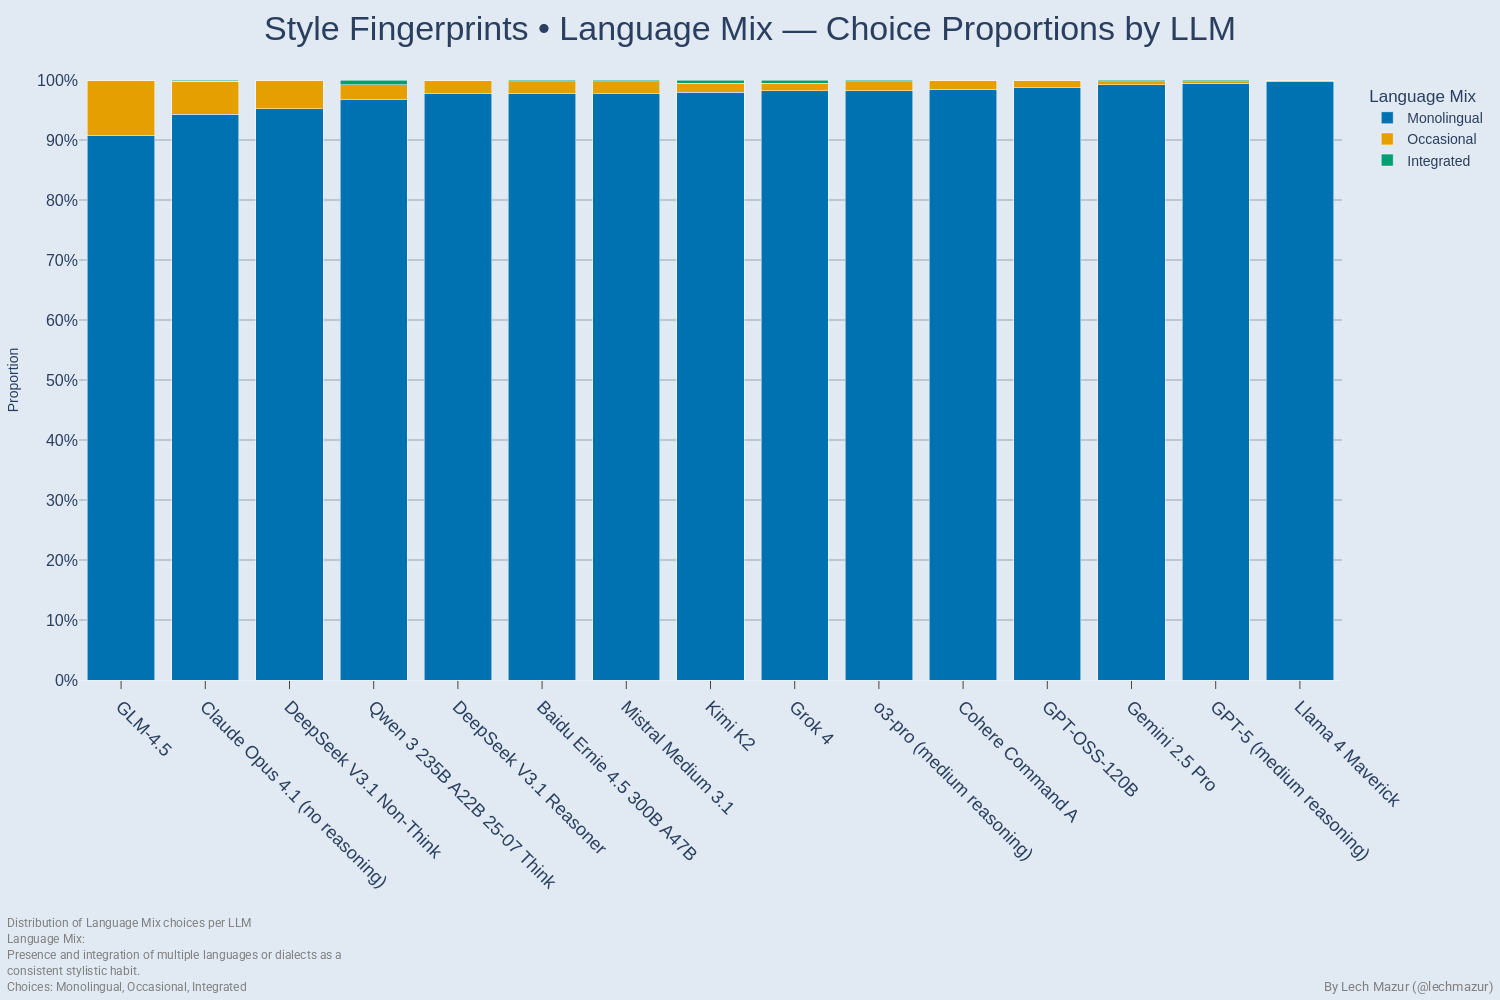 Style Fingerprints • Language Mix — Choice Proportions by LLM
100%
90%
80%
70%
60%
50%
40%
30%
20%
10%
0%
Proportion
Language Mix
Monolingual
Occasional
Integrated
GLM-4.5
Claude Opus 4.1 (no reasoning)
DeepSeek V3.1 Non-Think
Qwen 3 235B A22B 25-07 Think
DeepSeek V3.1 Reasoner
Baidu Ernie 4.5 300B A47B
Mistral Medium 3.1
Kimi K2
Grok 4
o3-pro (medium reasoning)
Cohere Command A
GPT-OSS-120B
Gemini 2.5 Pro
GPT-5 (medium reasoning)
Llama 4 Maverick
Distribution of Language Mix choices per LLM
Language Mix:
Presence and integration of multiple languages or dialects as a
consistent stylistic habit.
Choices: Monolingual, Occasional, Integrated
By Lech Mazur (@lechmazur)